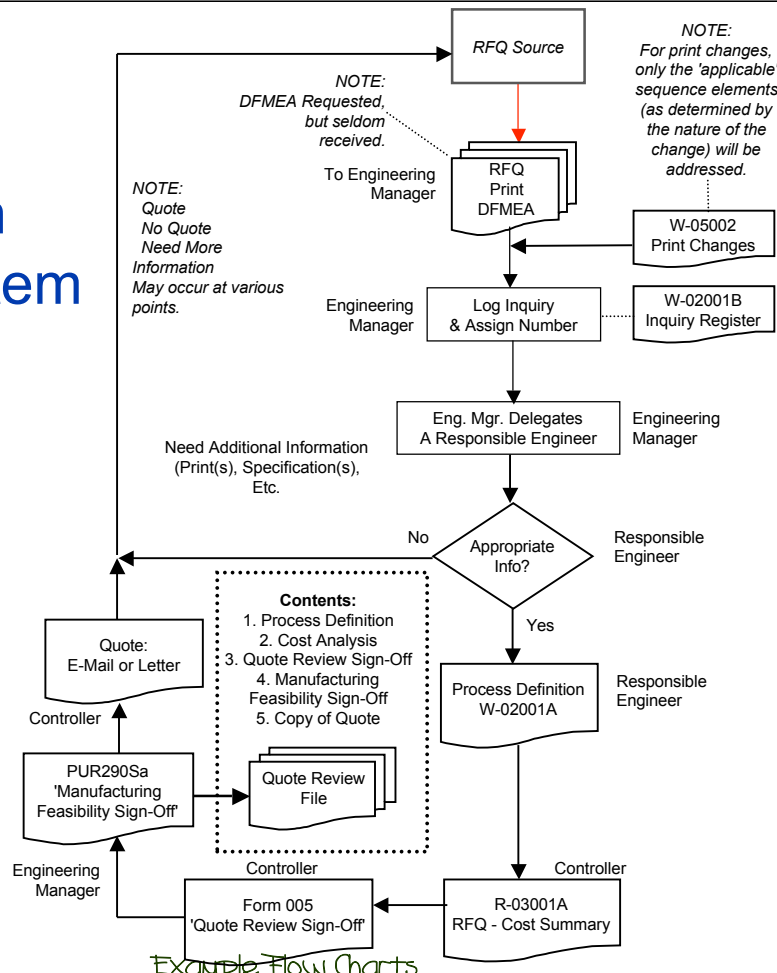 RFQ Source
NOTE:
For print changes,
only the 'applicable'
sequence elements
(as determined by
the nature of the
change) will be
addressed.
NOTE:
DFMEA Requested,
but seldom
received.
To Engineering
Manager
RFQ
Print
DFMEA
NOTE:
Quote
No Quote
Need More
Information
May occur at various
points.
W-05002
Print Changes
Engineering
Manager
Log Inquiry
& Assign Number
W-02001B
Inquiry Register
Eng. Mgr. Delegates
A Responsible Engineer
Engineering
Manager
Need Additional Information
(Print(s), Specification(s),
Etc.
No
Appropriate
Info?
Responsible
Engineer
Yes
Contents:
1. Process Definition
2. Cost Analysis
3. Quote Review Sign-Off
4. Manufacturing
Feasibility Sign-Off
5. Copy of Quote
Quote:
E-Mail or Letter
Process Definition
W-02001A
Responsible
Engineer
Controller
PUR290Sa
'Manufacturing
Feasibility Sign-Off'
Quote Review
File
Engineering
Manager
Controller
Form 005
'Quote Review Sign-Off'
Controller
R-03001A
RFQ - Cost Summary
Example Flow Charts